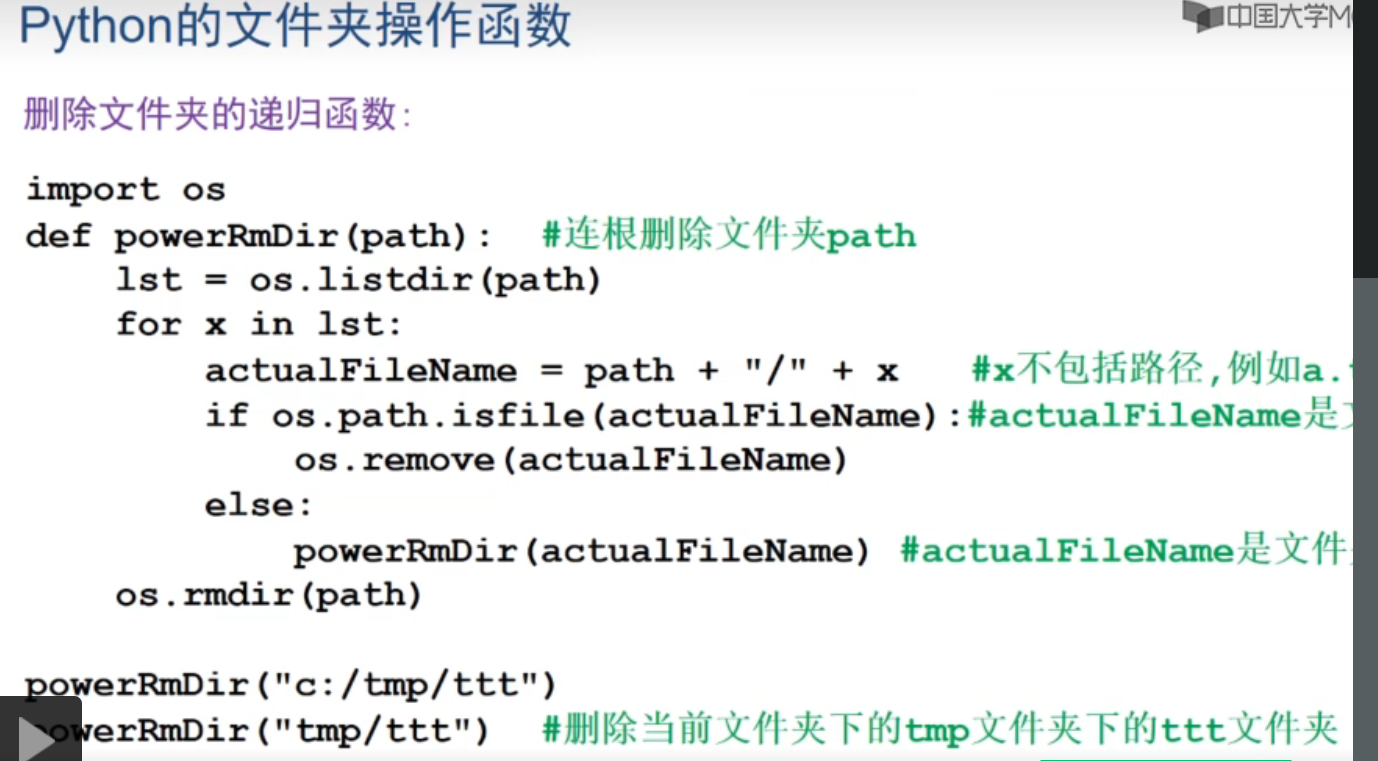 Python的文件夹操作函数
中国大学M
删除文件夹的递归函数:
import os
def powerRmDir(path): #连根删除文件夹path
lst = os.listdir(path)
for x in lst:
actualFileName = path + "/" + x #x不包括路径,例如a.
if os.path.isfile(actualFileName):#actualFileName是
os.remove(actualFileName)
else:
powerRmDir(actualFileName) #actualFileName是文件
os.rmdir(path)
powerRmDir("c:/tmp/ttt")
powerRmDir("tmp/ttt") #删除当前文件夹下的tmp文件夹下的ttt文件夹